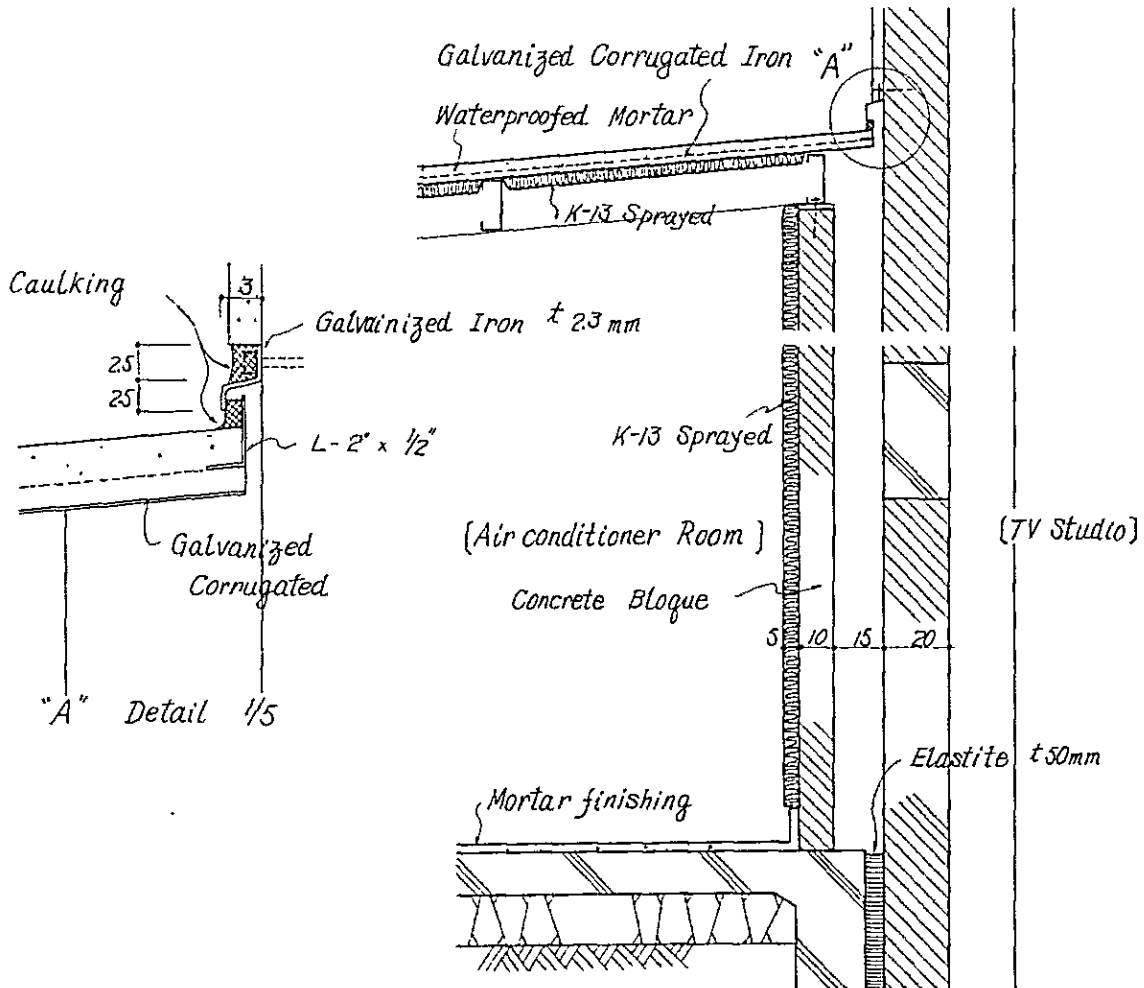 Galvanized Corrugated Iron "A"
Waterproofed Mortar
K-13 Sprayed
Caulking
3
Galvainized Iron t 2.3 mm
25
25
L-2" x 1/2"
K-13 Sprayed
Galvanized
Corrugated
[Air conditioner Room]
[TV Studio]
Concrete Bloque
5 10 15 20
"A" Detail 1/5
Elastite t 50mm
Mortar finishing